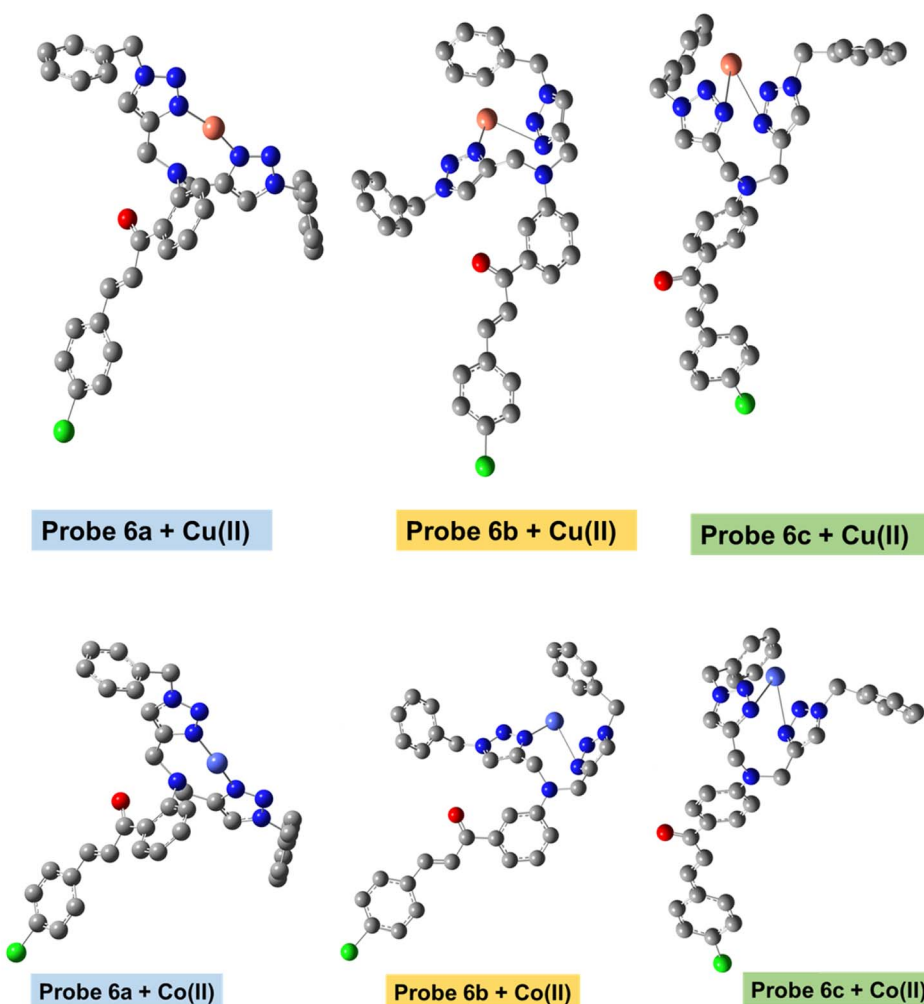 Probe 6a + Cu(II)
Probe 6b + Cu(II)
Probe 6c + Cu(II)
Probe 6a + Co(II)
Probe 6b + Co(II)
Probe 6c + Co(II)